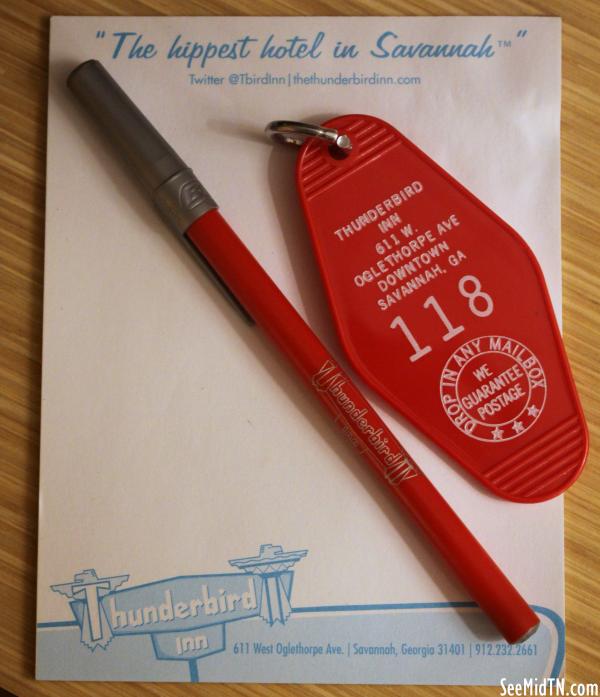 "The hippest hotel in Savannah™"
Twitter @TbirdInn | thethunderbirdinn.com
THUNDERBIRD
INN
611 W.
OGLETHORPE AVE
DOWNTOWN
SAVANNAH, GA
118
DROP IN ANY MAILBOX
WE
GUARANTEE
POSTAGE
Thunderbird
Thunderbird
Inn
611 West Oglethorpe Ave. | Savannah, Georgia 31401 | 912.232.2661
SeeMidTN.com